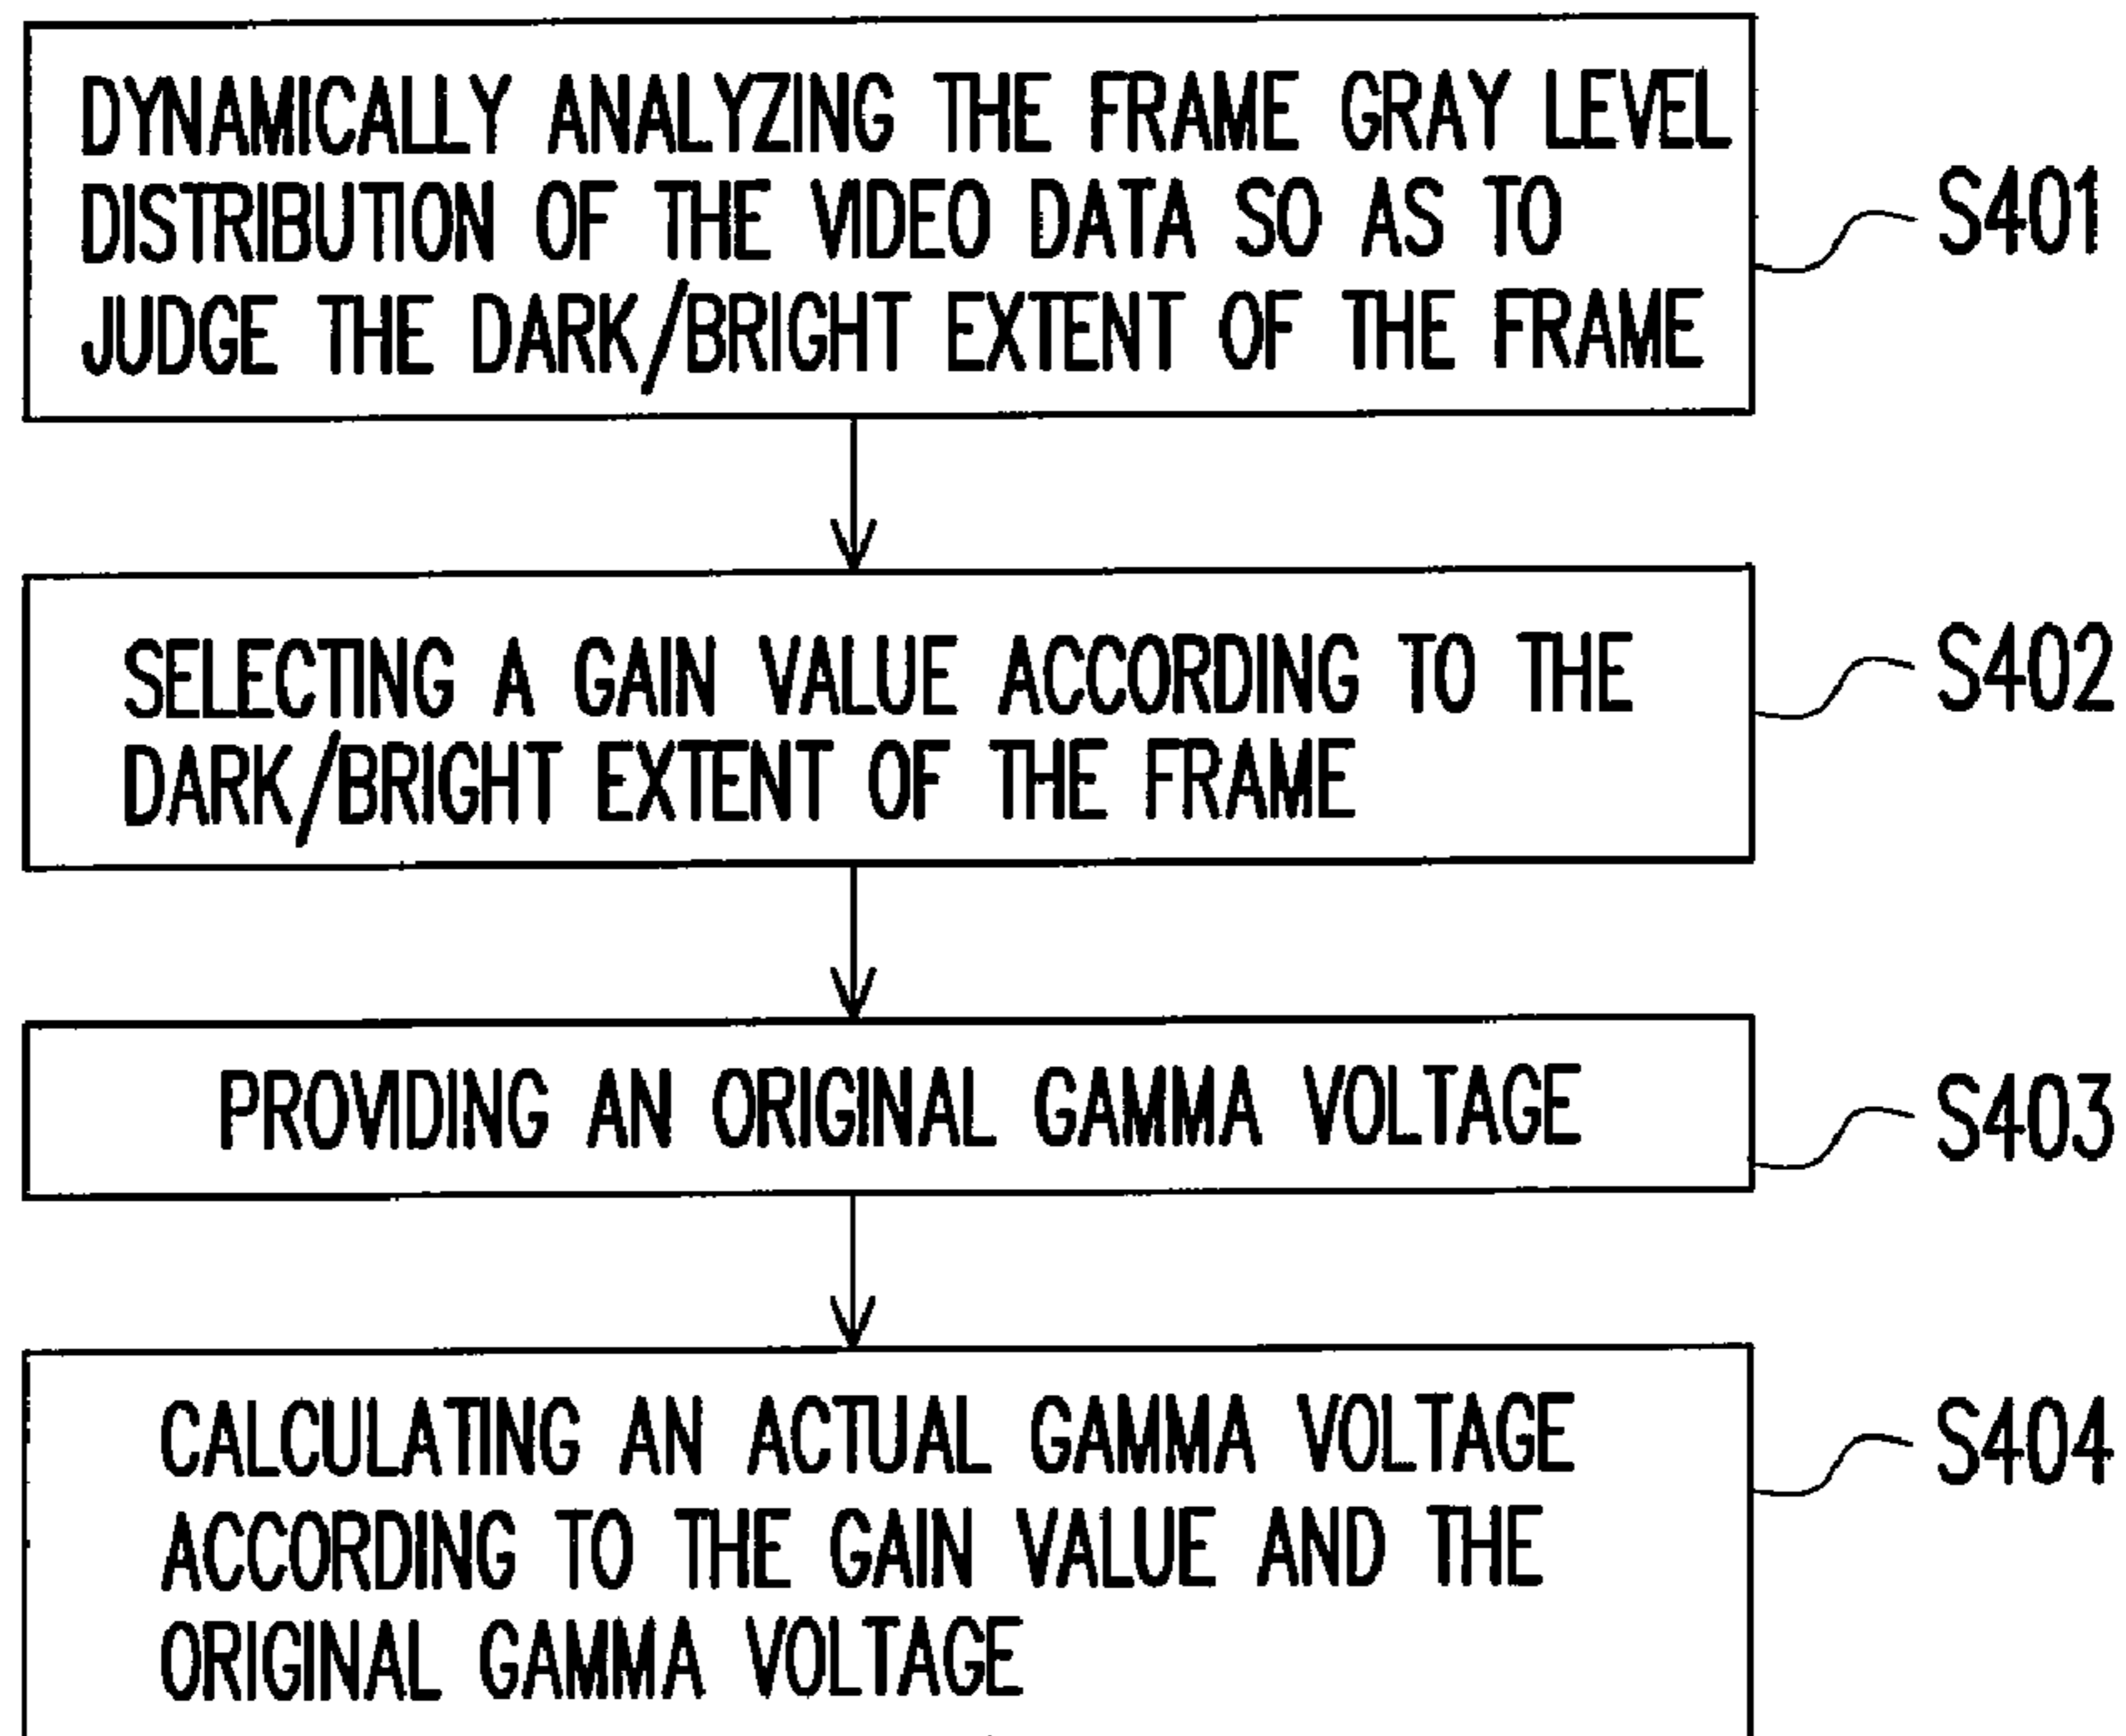 DYNAMICALLY ANALYZING THE FRAME GRAY LEVEL
DISTRIBUTION OF THE VIDEO DATA SO AS TO
JUDGE THE DARK/BRIGHT EXTENT OF THE FRAME
S401
SELECTING A GAIN VALUE ACCORDING TO THE
DARK/BRIGHT EXTENT OF THE FRAME
S402
PROVIDING AN ORIGINAL GAMMA VOLTAGE
S403
CALCULATING AN ACTUAL GAMMA VOLTAGE
ACCORDING TO THE GAIN VALUE AND THE
ORIGINAL GAMMA VOLTAGE
S404